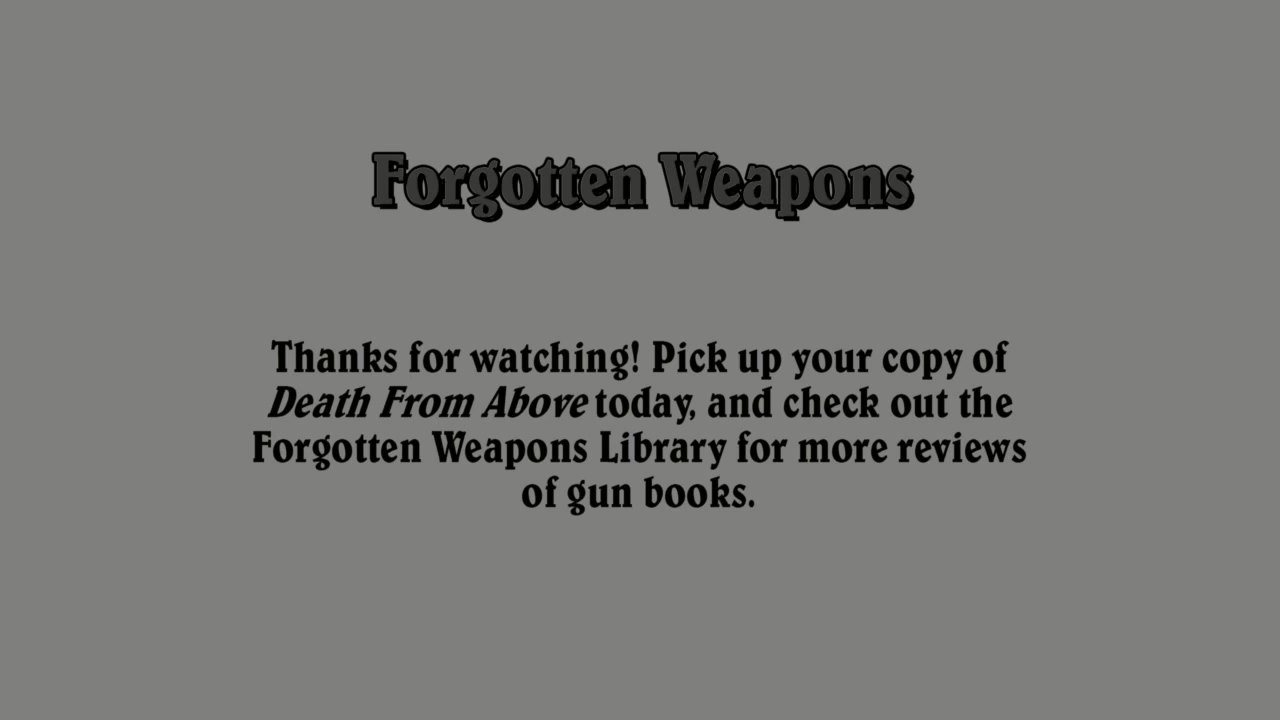 Forgotten Weapons
Thanks for watching! Pick up your copy of
Death From Above today, and check out the
Forgotten Weapons Library for more reviews
of gun books.